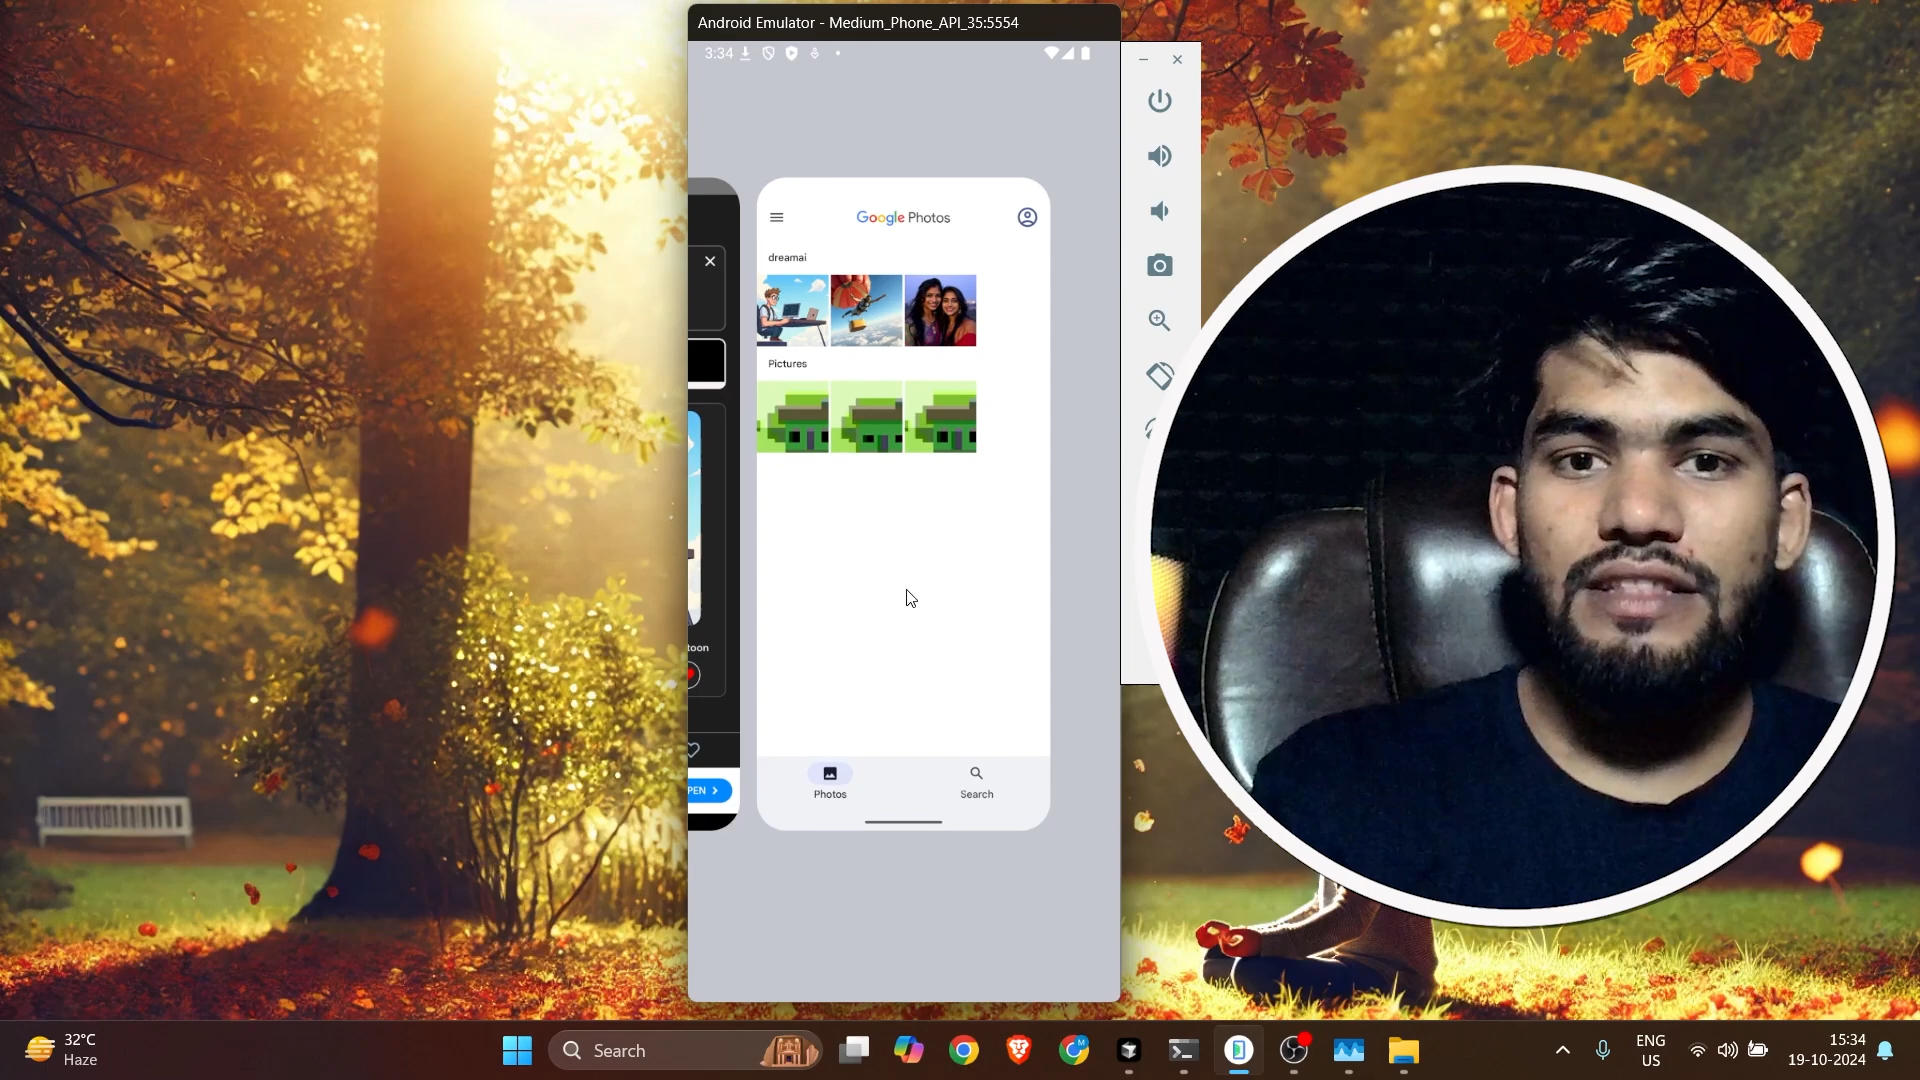 Android Emulator - Medium_Phone_API_35:5554
3:34
Google Photos
dreamai
Pictures
toon
PEN
Photos
Search
32°C
Haze
Search
M
ENG
US
15:34
19-10-2024